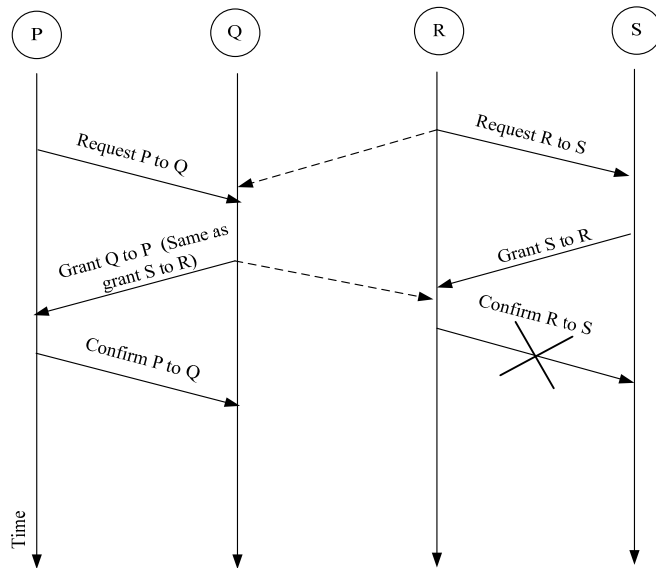 P
Q
R
S
Request P to Q
Request R to S
Grant Q to P (Same as
grant S to R)
Grant S to R
Confirm P to Q
Confirm R to S
Time